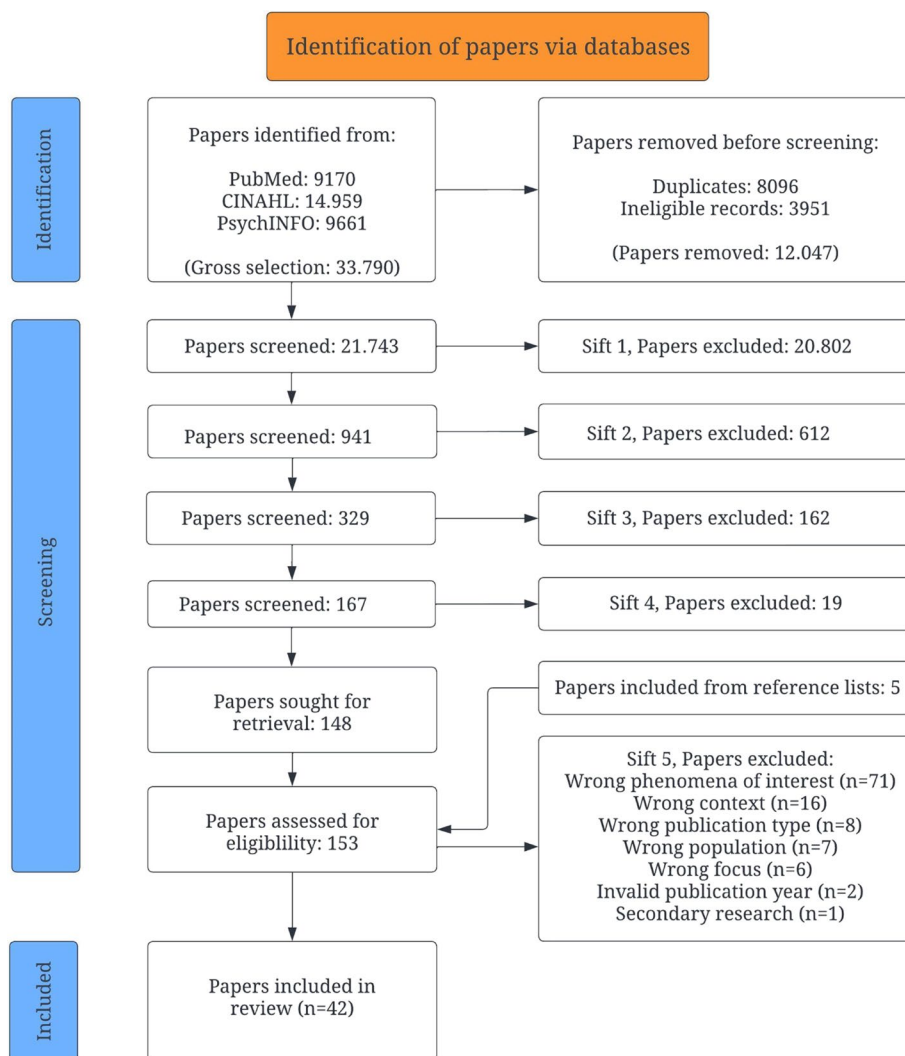 Identification of papers via databases
Identification
Papers identified from:
PubMed: 9170
CINAHL: 14.959
PsychINFO: 9661
(Gross selection: 33.790)
Papers removed before screening:
Duplicates: 8096
Ineligible records: 3951
(Papers removed: 12.047)
Screening
Papers screened: 21.743
Sift 1, Papers excluded: 20.802
Papers screened: 941
Sift 2, Papers excluded: 612
Papers screened: 329
Sift 3, Papers excluded: 162
Papers screened: 167
Sift 4, Papers excluded: 19
Papers sought for
retrieval: 148
Papers included from reference lists: 5
Papers assessed for
eligiblility: 153
Sift 5, Papers excluded:
Wrong phenomena of interest (n=71)
Wrong context (n=16)
Wrong publication type (n=8)
Wrong population (n=7)
Wrong focus (n=6)
Invalid publication year (n=2)
Secondary research (n=1)
Included
Papers included in
review (n=42)